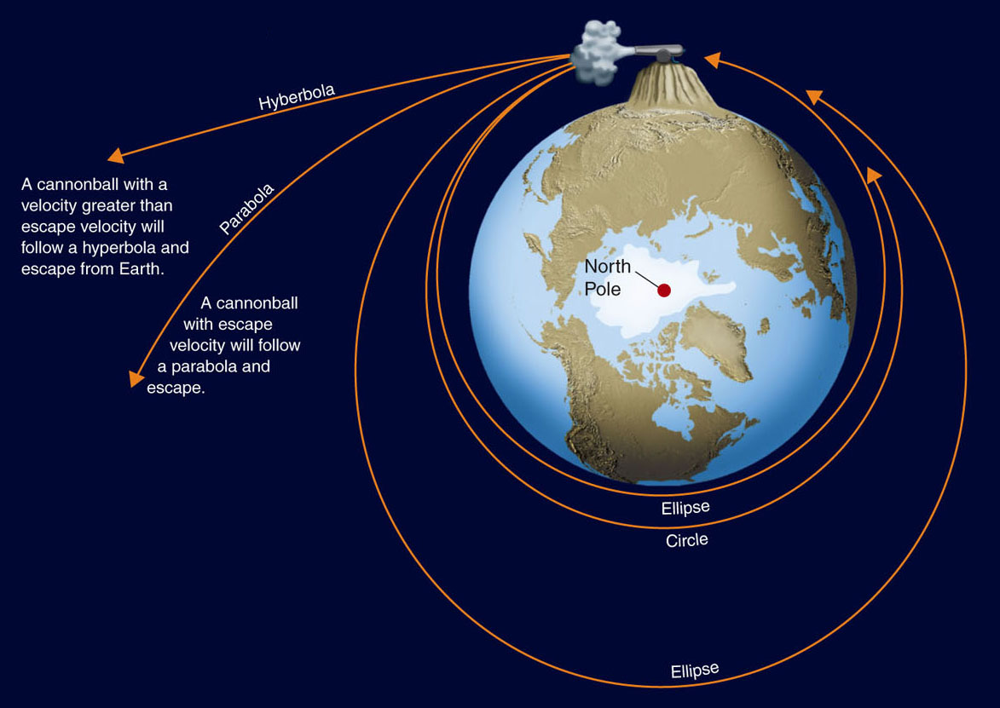 Hyberbola
A cannonball with a
velocity greater than
escape velocity will
follow a hyperbola and
escape from Earth.
Parabola
A cannonball
with escape
velocity will follow
a parabola and
escape.
North
Pole
Ellipse
Circle
Ellipse